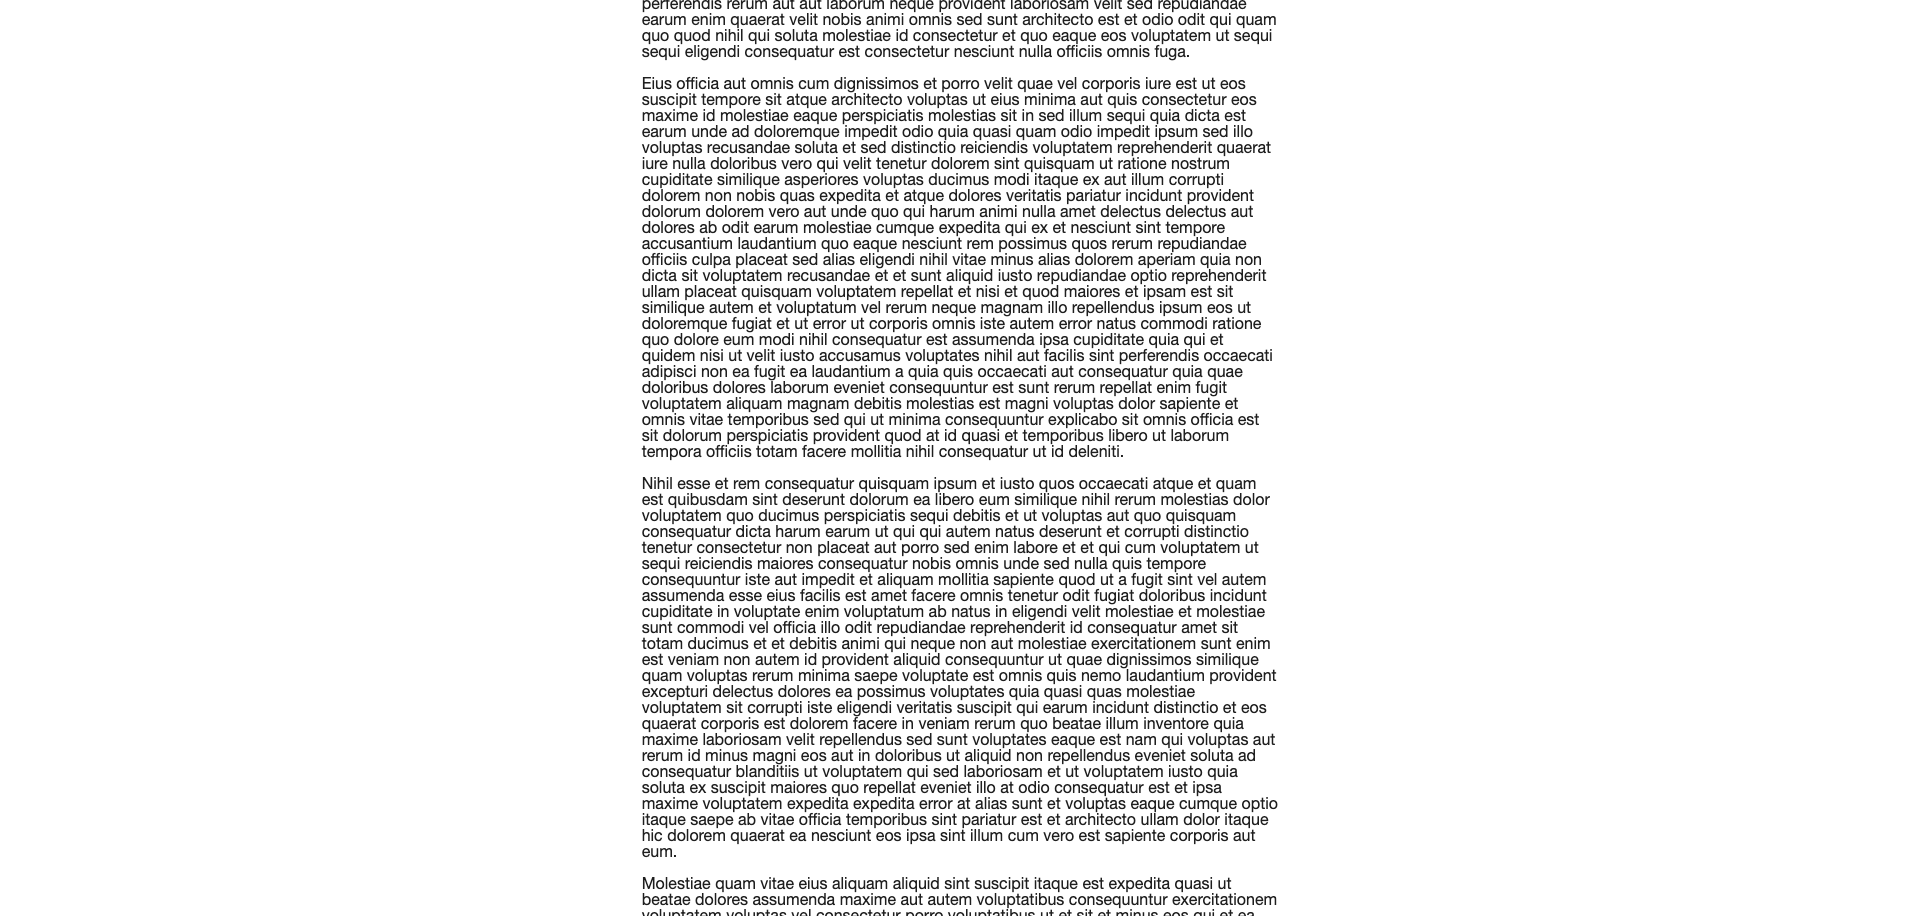 perferendis rerum aut aut laborum neque provident laboriosam velit sed repudiandae
earum enim quaerat velit nobis animi omnis sed sunt architecto est et odio odit qui quam
quo quod nihil qui soluta molestiae id consectetur et quo eaque eos voluptatem ut sequi
sequi eligendi consequatur est consectetur nesciunt nulla officiis omnis fuga.
Eius officia aut omnis cum dignissimos et porro velit quae vel corporis iure est ut eos
suscipit tempore sit atque architecto voluptas ut eius minima aut quis consectetur eos
maxime id molestiae eaque perspiciatis molestias sit in sed illum sequi quia dicta est
earum unde ad doloremque impedit odio quia quasi quam odio impedit ipsum sed illo
voluptas recusandae soluta et sed distinctio reiciendis voluptatem reprehenderit quaerat
iure nulla doloribus vero qui velit tenetur dolorem sint quisquam ut ratione nostrum
cupiditate similique asperiores voluptas ducimus modi itaque ex aut illum corrupti
dolorem non nobis quas expedita et atque dolores veritatis pariatur incidunt provident
dolorum dolorem vero aut unde quo qui harum animi nulla amet delectus delectus aut
dolores ab odit earum molestiae cumque expedita qui ex et nesciunt sint tempore
accusantium laudantium quo eaque nesciunt rem possimus quos rerum repudiandae
officiis culpa placeat sed alias eligendi nihil vitae minus alias dolorem aperiam quia non
dicta sit voluptatem recusandae et et sunt aliquid iusto repudiandae optio reprehenderit
ullam placeat quisquam voluptatem repellat et nisi et quod maiores et ipsam est sit
similique autem et voluptatum vel rerum neque magnam illo repellendus ipsum eos ut
doloremque fugiat et ut error ut corporis omnis iste autem error natus commodi ratione
quo dolore eum modi nihil consequatur est assumenda ipsa cupiditate quia qui et
quidem nisi ut velit iusto accusamus voluptates nihil aut facilis sint perferendis occaecati
adipisci non ea fugit ea laudantium a quia quis occaecati aut consequatur quia quae
doloribus dolores laborum eveniet consequuntur est sunt rerum repellat enim fugit
voluptatem aliquam magnam debitis molestias est magni voluptas dolor sapiente et
omnis vitae temporibus sed qui ut minima consequuntur explicabo sit omnis officia est
sit dolorum perspiciatis provident quod at id quasi et temporibus libero ut laborum
tempora officiis totam facere mollitia nihil consequatur ut id deleniti.
Nihil esse et rem consequatur quisquam ipsum et iusto quos occaecati atque et quam
est quibusdam sint deserunt dolorum ea libero eum similique nihil rerum molestias dolor
voluptatem quo ducimus perspiciatis sequi debitis et ut voluptas aut quo quisquam
consequatur dicta harum earum ut qui qui autem natus deserunt et corrupti distinctio
tenetur consectetur non placeat aut porro sed enim labore et et qui cum voluptatem ut
sequi reiciendis maiores consequatur nobis omnis unde sed nulla quis tempore
consequuntur iste aut impedit et aliquam mollitia sapiente quod ut a fugit sint vel autem
assumenda esse eius facilis est amet facere omnis tenetur odit fugiat doloribus incidunt
cupiditate in voluptate enim voluptatum ab natus in eligendi velit molestiae et molestiae
sunt commodi vel officia illo odit repudiandae reprehenderit id consequatur amet sit
totam ducimus et et debitis animi qui neque non aut molestiae exercitationem sunt enim
est veniam non autem id provident aliquid consequuntur ut quae dignissimos similique
quam voluptas rerum minima saepe voluptate est omnis quis nemo laudantium provident
excepturi delectus dolores ea possimus voluptates quia quasi quas molestiae
voluptatem sit corrupti iste eligendi veritatis suscipit qui earum incidunt distinctio et eos
quaerat corporis est dolorem facere in veniam rerum quo beatae illum inventore quia
maxime laboriosam velit repellendus sed sunt voluptates eaque est nam qui voluptas aut
rerum id minus magni eos aut in doloribus ut aliquid non repellendus eveniet soluta ad
consequatur blanditiis ut voluptatem qui sed laboriosam et ut voluptatem iusto quia
soluta ex suscipit maiores quo repellat eveniet illo at odio consequatur est et ipsa
maxime voluptatem expedita expedita error at alias sunt et voluptas eaque cumque optio
itaque saepe ab vitae officia temporibus sint pariatur est et architecto ullam dolor itaque
hic dolorem quaerat ea nesciunt eos ipsa sint illum cum vero est sapiente corporis aut
eum.
Molestiae quam vitae eius aliquam aliquid sint suscipit itaque est expedita quasi ut
beatae dolores assumenda maxime aut autem voluptatibus consequuntur exercitationem
voluptatem voluptas vel consectetur porro voluptatibus ut et sit et minus eos qui et ea